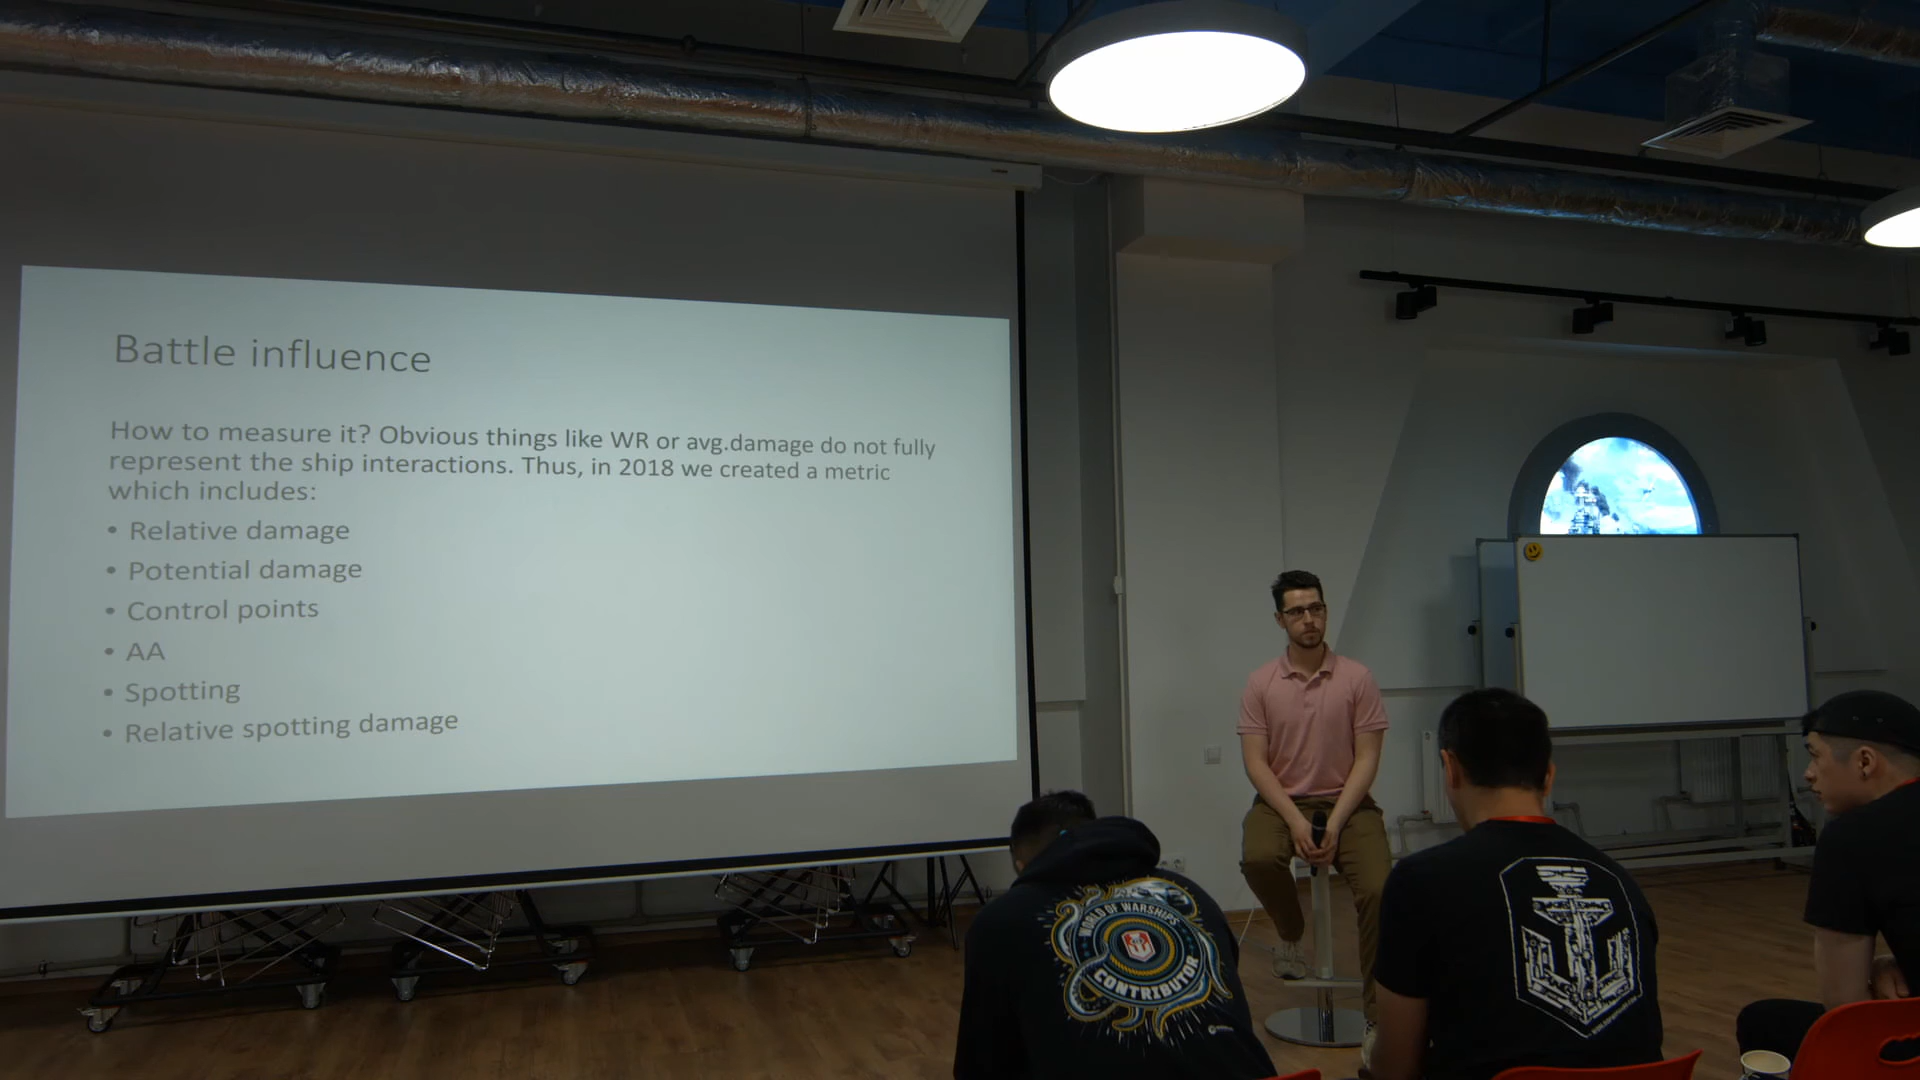 Battle influence
How to measure it? Obvious things like WR or avg.damage do not fully
represent the ship interactions. Thus, in 2018 we created a metric
which includes:
• Relative damage
• Potential damage
• Control points
• AA
• Spotting
• Relative spotting damage
WORLD OF WARSHIPS
CONTRIBUTOR